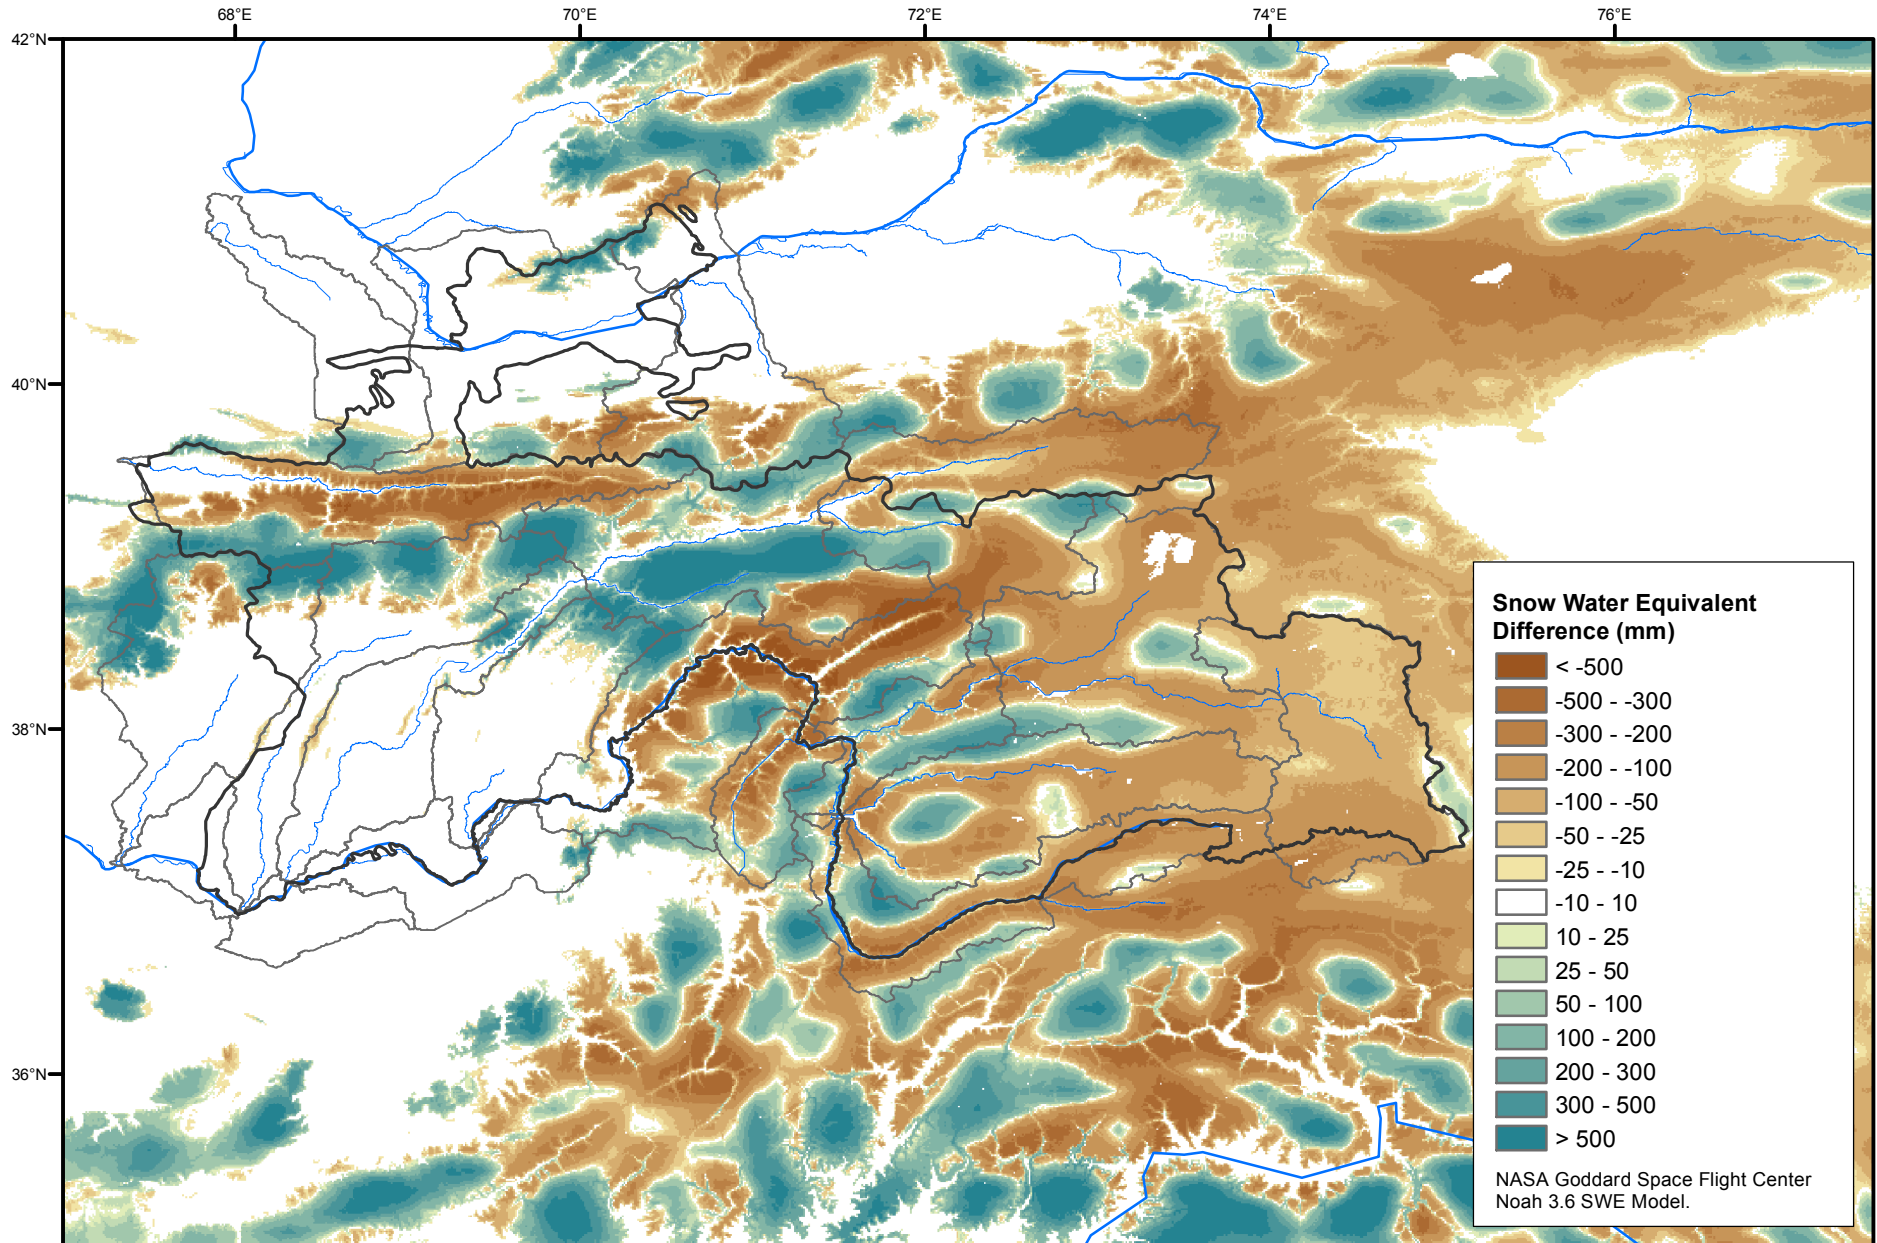 68°E 70°E 72°E 74°E 76°E
42°N
40°N
38°N
36°N
Snow Water Equivalent
Difference (mm)
< -500
-500 - -300
-300 - -200
-200 - -100
-100 - -50
-50 - -25
-25 - -10
-10 - 10
10 - 25
25 - 50
50 - 100
100 - 200
200 - 300
300 - 500
> 500
NASA Goddard Space Flight Center
Noah 3.6 SWE Model.